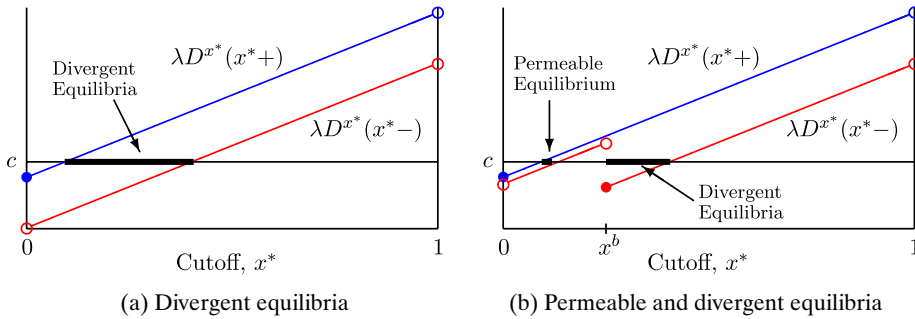 λD^{x*}(x*+)
Divergent
Equilibria
λD^{x*}(x*−)
c
0
1
Cutoff, x*
(a) Divergent equilibria
λD^{x*}(x*+)
Permeable
Equilibrium
λD^{x*}(x*−)
c
Divergent
Equilibria
0
x^b
1
Cutoff, x*
(b) Permeable and divergent equilibria